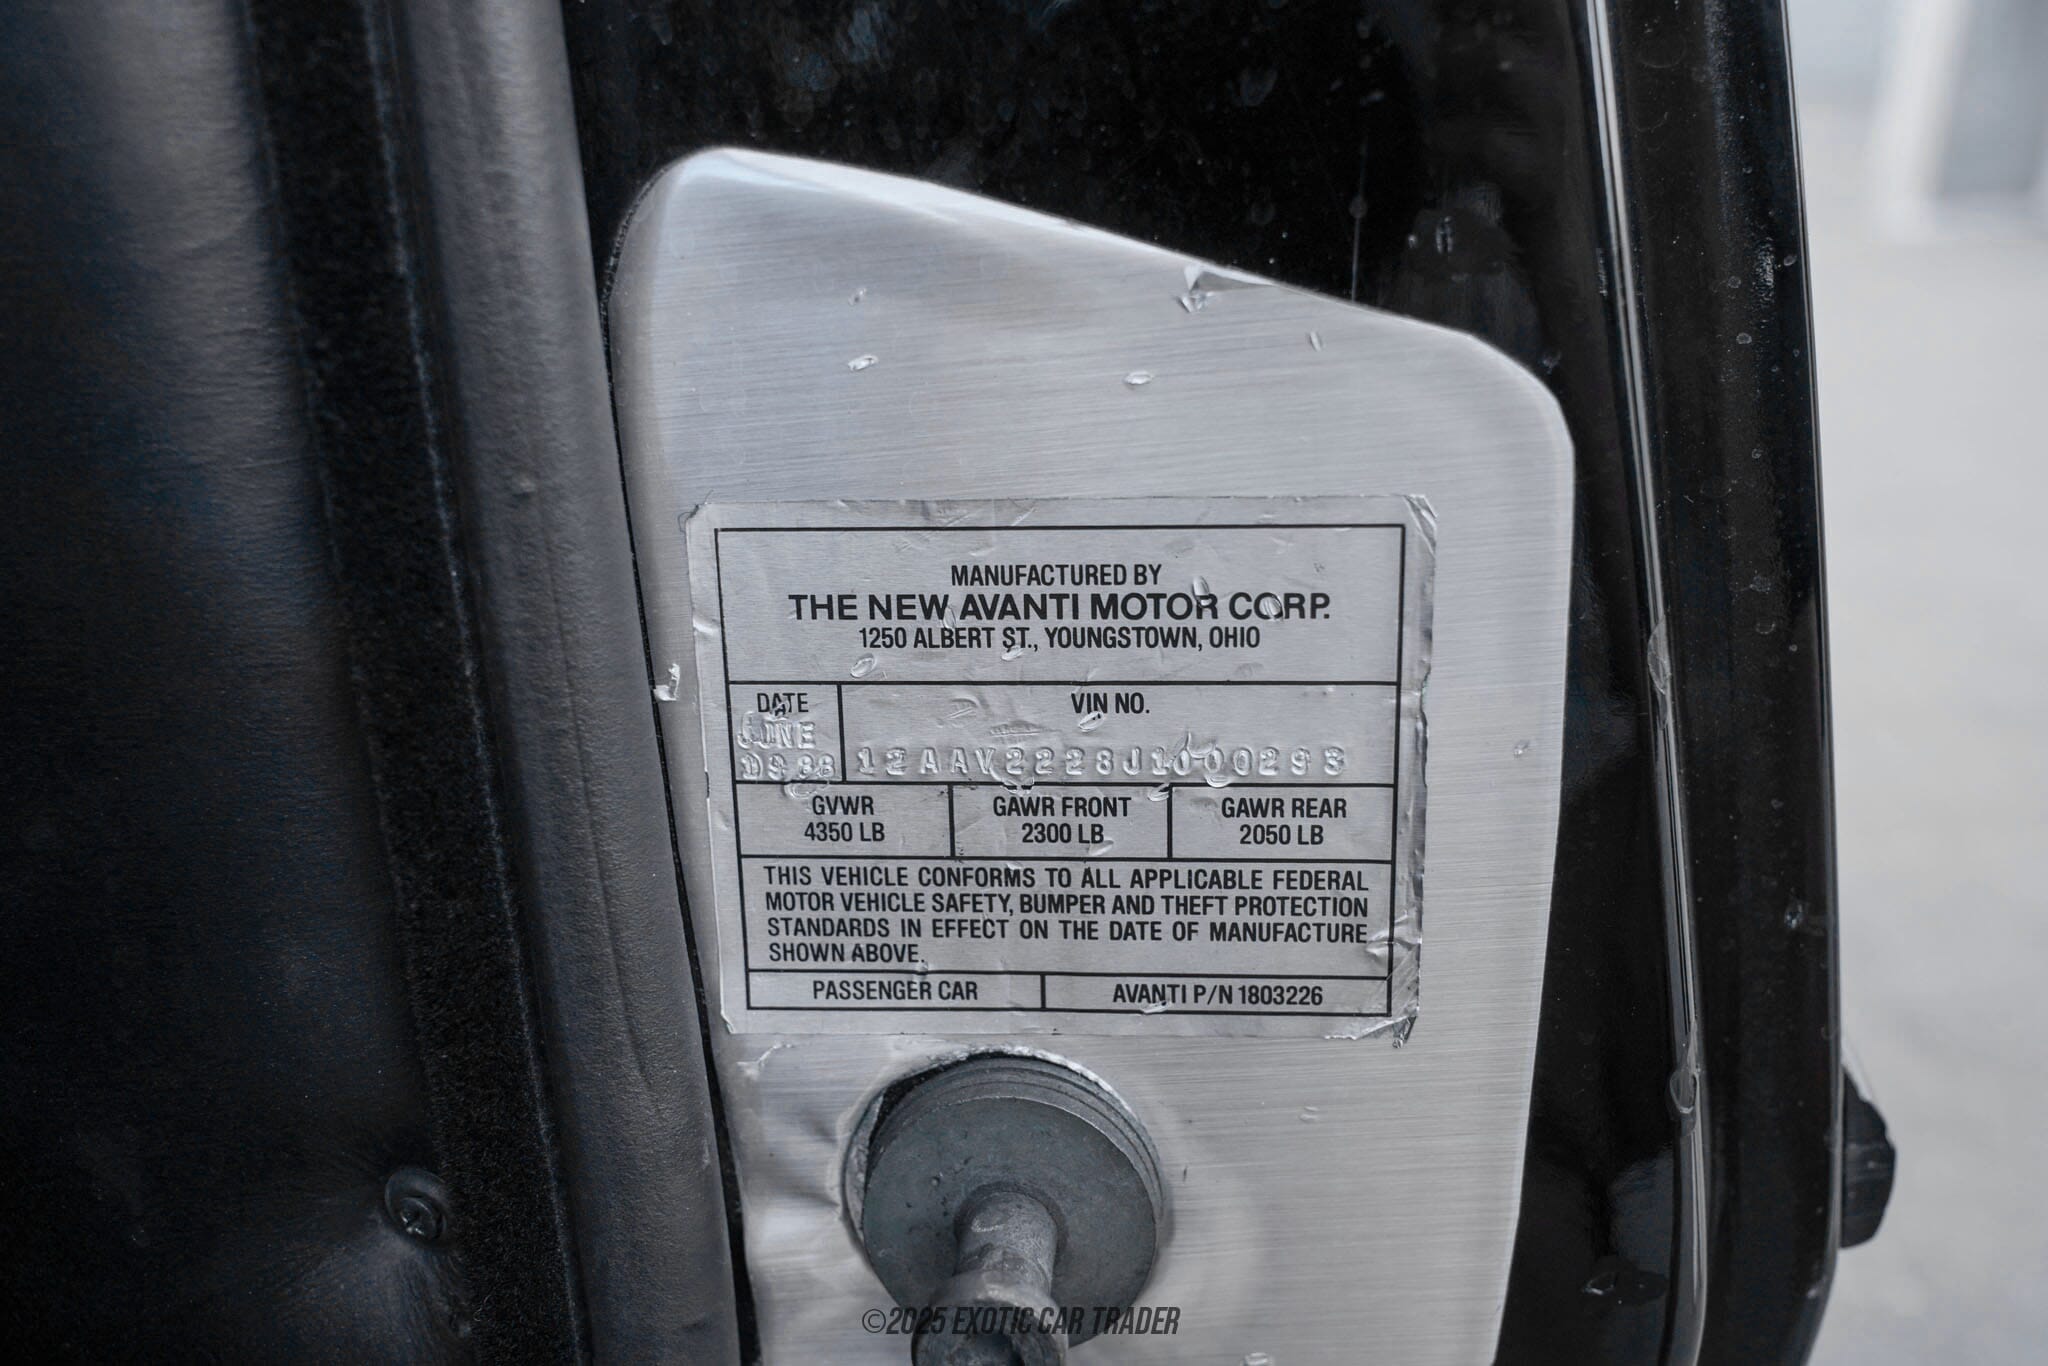 MANUFACTURED BY
THE NEW AVANTI MOTOR CORP.
1250 ALBERT ST., YOUNGSTOWN, OHIO
DATE
JUNE
1988
VIN NO.
12AAV2228J1000293
GVWR
4350 LB
GAWR FRONT
2300 LB
GAWR REAR
2050 LB
THIS VEHICLE CONFORMS TO ALL APPLICABLE FEDERAL
MOTOR VEHICLE SAFETY, BUMPER AND THEFT PROTECTION
STANDARDS IN EFFECT ON THE DATE OF MANUFACTURE
SHOWN ABOVE.
PASSENGER CAR
AVANTI P/N 1803226
©2025 EXOTIC CAR TRADER